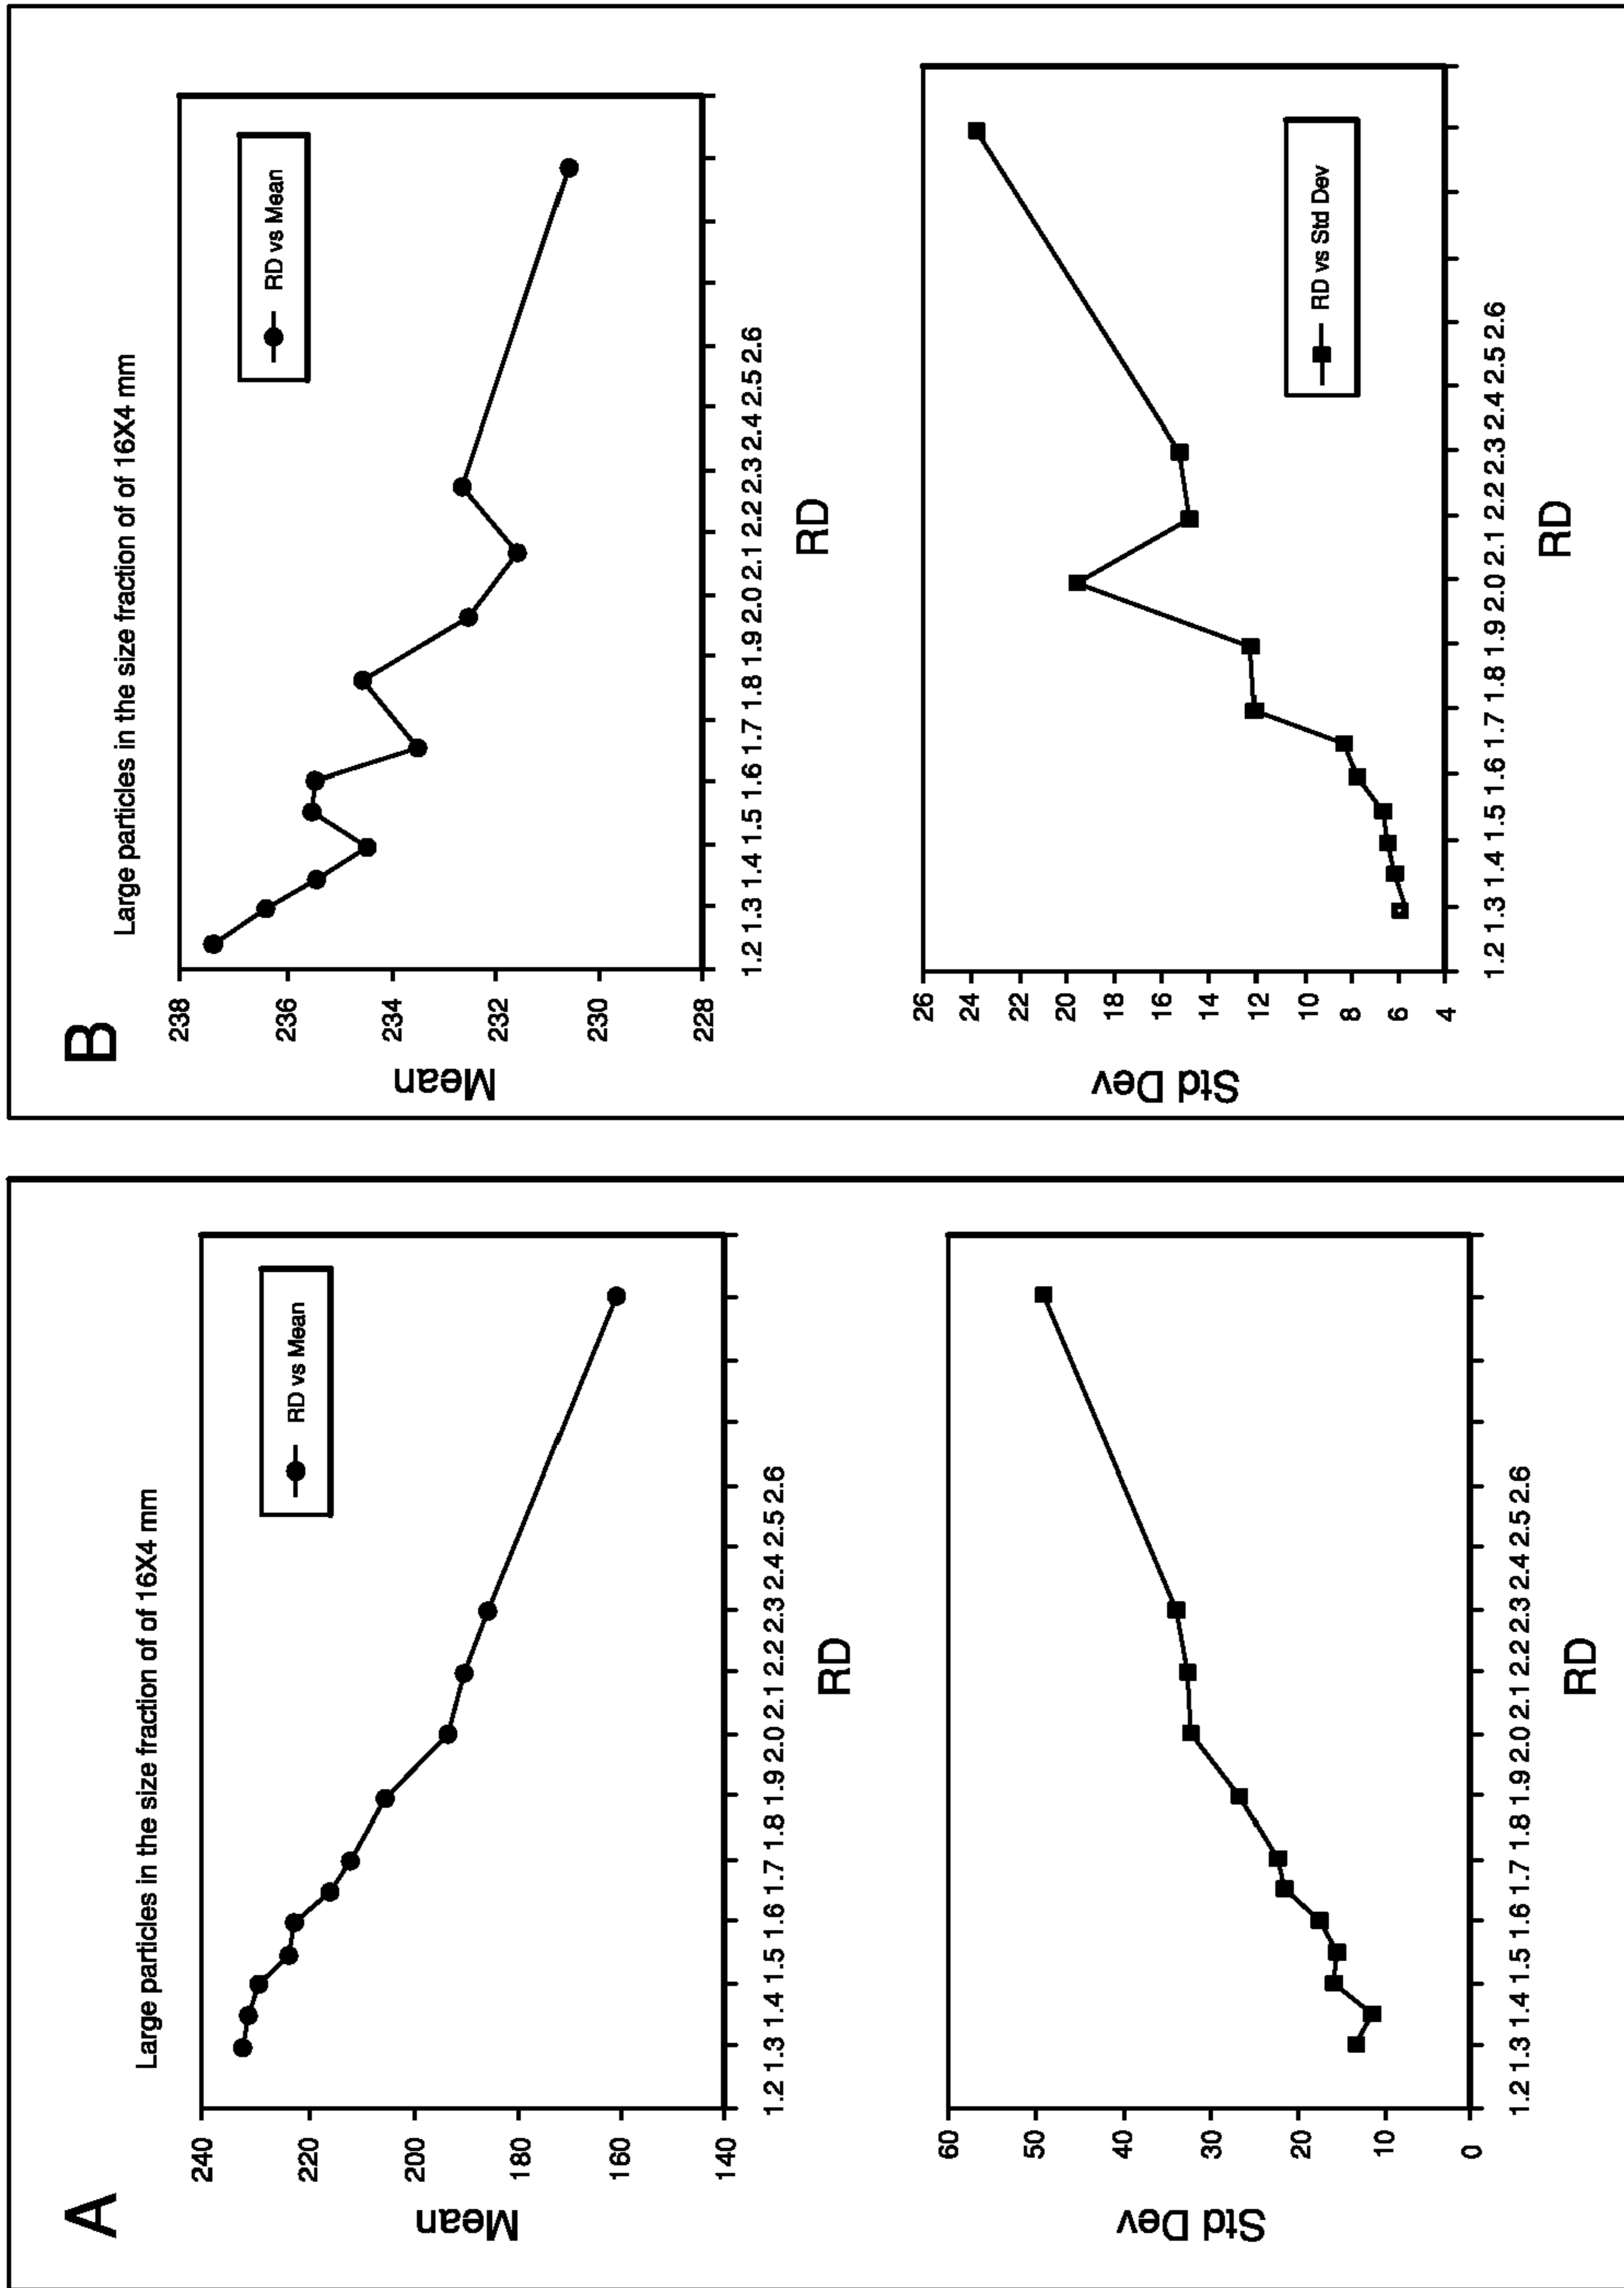 A
Large particles in the size fraction of of 16X4 mm
Mean
240
220
200
180
160
140
RD vs Mean
1.2 1.3 1.4 1.5 1.6 1.7 1.8 1.9 2.0 2.1 2.2 2.3 2.4 2.5 2.6
RD
Std Dev
60
50
40
30
20
10
0
1.2 1.3 1.4 1.5 1.6 1.7 1.8 1.9 2.0 2.1 2.2 2.3 2.4 2.5 2.6
RD
B
Large particles in the size fraction of of 16X4 mm
Mean
238
236
234
232
230
228
RD vs Mean
1.2 1.3 1.4 1.5 1.6 1.7 1.8 1.9 2.0 2.1 2.2 2.3 2.4 2.5 2.6
RD
Std Dev
26
24
22
20
18
16
14
12
10
8
6
4
RD vs Std Dev
1.2 1.3 1.4 1.5 1.6 1.7 1.8 1.9 2.0 2.1 2.2 2.3 2.4 2.5 2.6
RD